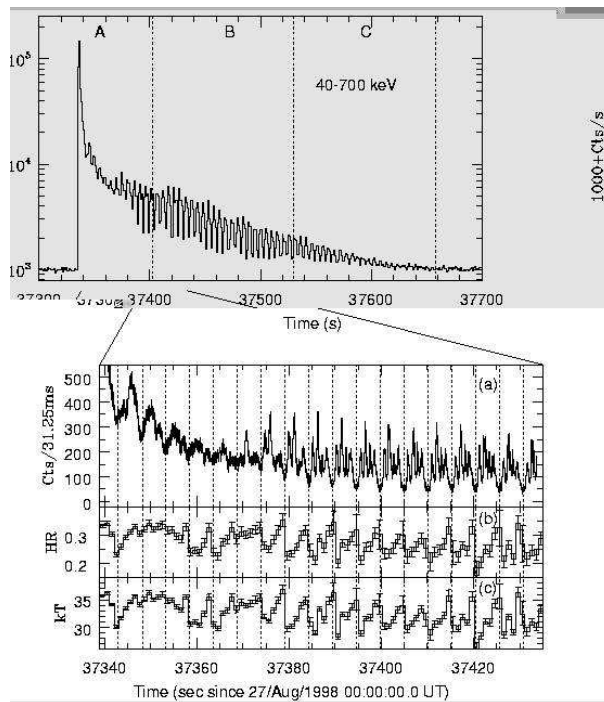 A B C
10⁵
40-700 keV
10⁴
1000+Cts/s
10³
37400 37500 37600 37700
Time (s)
500 (a)
400
300
200
100
0
Cts/31.25ms
0.3 (b)
0.2
HR
35 (c)
30
kT
37340 37360 37380 37400 37420
Time (sec since 27/Aug/1998 00:00:00.0 UT)